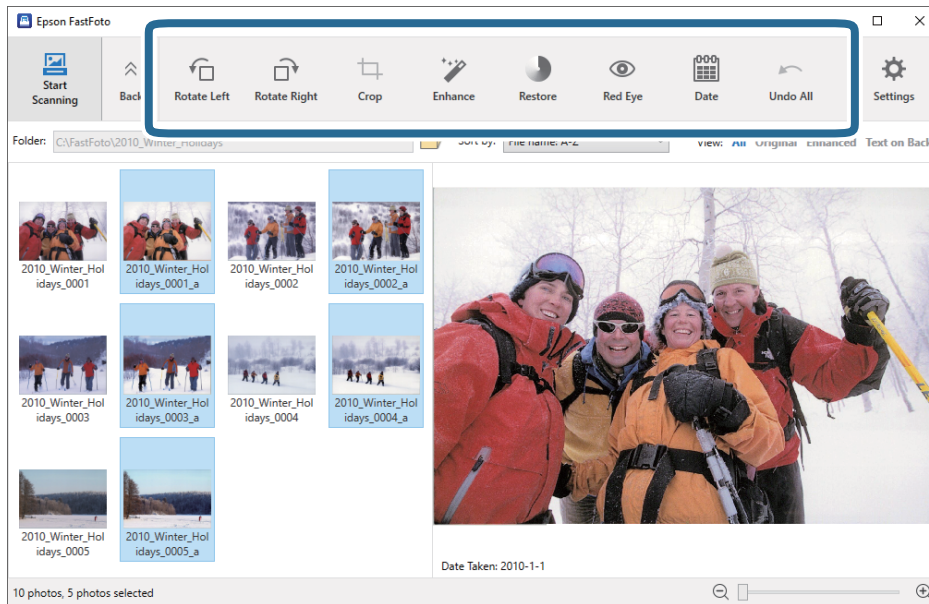 Epson FastFoto
Start
Scanning
Back
Rotate Left
Rotate Right
Crop
Enhance
Restore
Red Eye
Date
Undo All
Settings
Folder: C:\FastFoto\2010_Winter_Holidays
Sort by: File name: A-Z
View: All Original Enhanced Text on Back
2010_Winter_Hol
idays_0001
2010_Winter_Hol
idays_0001_a
2010_Winter_Hol
idays_0002
2010_Winter_Hol
idays_0002_a
2010_Winter_Hol
idays_0003
2010_Winter_Hol
idays_0003_a
2010_Winter_Hol
idays_0004
2010_Winter_Hol
idays_0004_a
2010_Winter_Hol
idays_0005
2010_Winter_Hol
idays_0005_a
Date Taken: 2010-1-1
10 photos, 5 photos selected